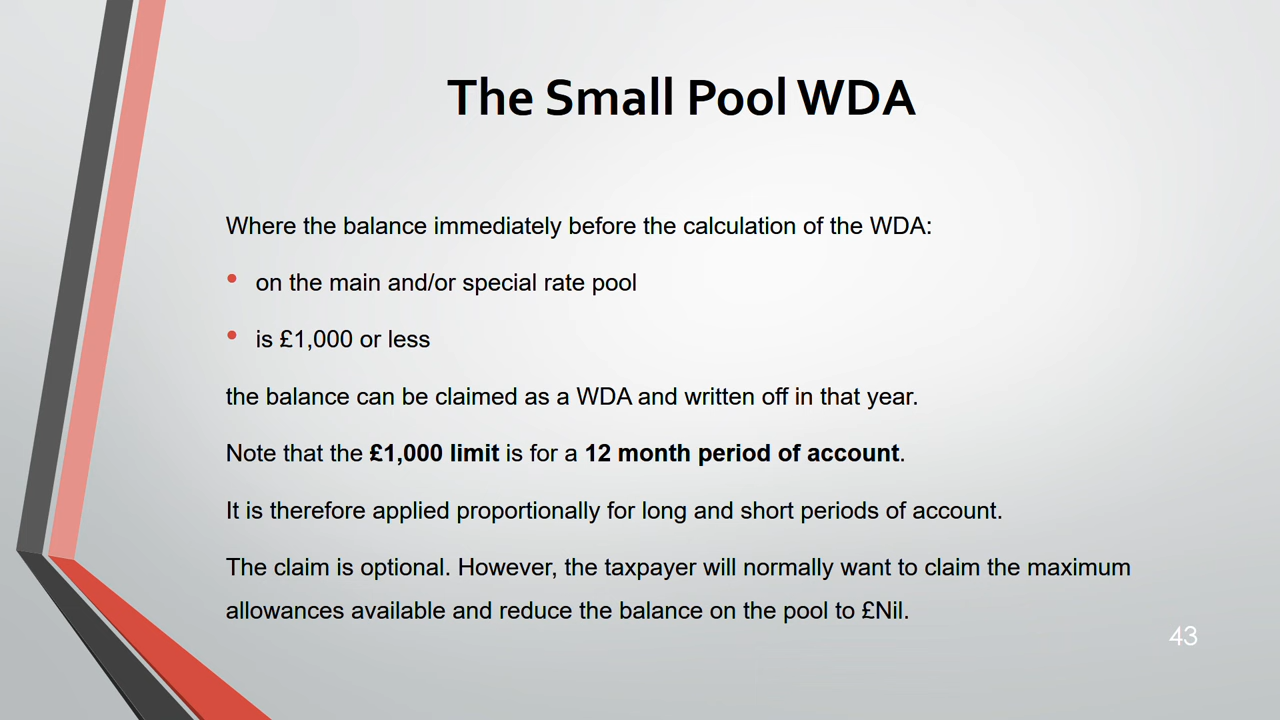 The Small Pool WDA
Where the balance immediately before the calculation of the WDA:
• on the main and/or special rate pool
• is £1,000 or less
the balance can be claimed as a WDA and written off in that year.
Note that the £1,000 limit is for a 12 month period of account.
It is therefore applied proportionally for long and short periods of account.
The claim is optional. However, the taxpayer will normally want to claim the maximum
allowances available and reduce the balance on the pool to £Nil.
43